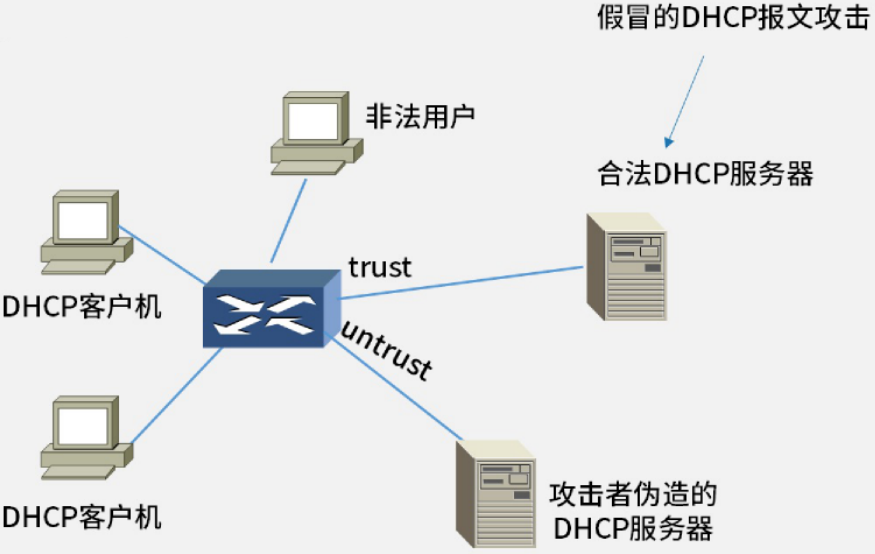 假冒的DHCP报文攻击
非法用户
合法DHCP服务器
trust
DHCP客户机
untrust
DHCP客户机
攻击者伪造的
DHCP服务器